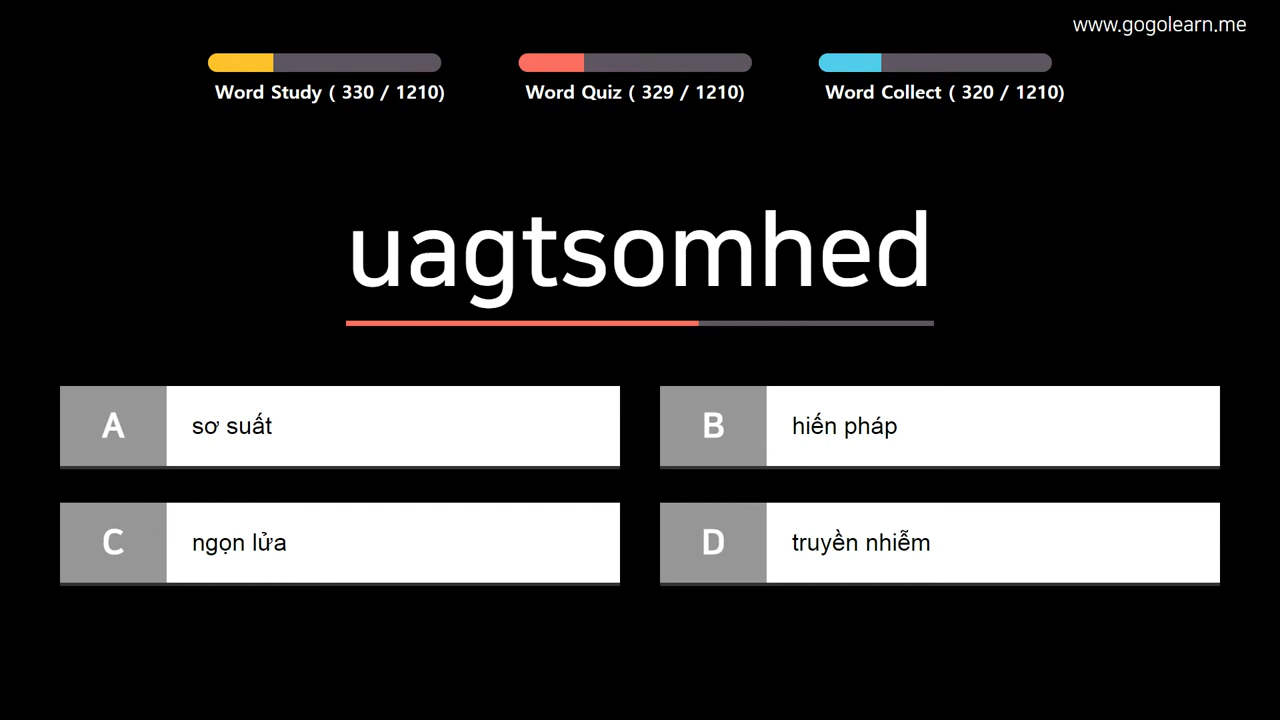 www.gogolearn.me
Word Study ( 330 / 1210)
Word Quiz ( 329 / 1210)
Word Collect ( 320 / 1210)
uagtsomhed
A sơ suất
B hiến pháp
C ngọn lửa
D truyền nhiễm